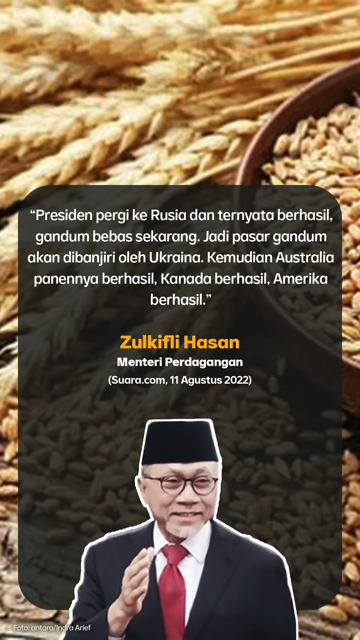 “Presiden pergi ke Rusia dan ternyata berhasil,
gandum bebas sekarang. Jadi pasar gandum
akan dibanjiri oleh Ukraina. Kemudian Australia
panennya berhasil, Kanada berhasil, Amerika
berhasil.”
Zulkifli Hasan
Menteri Perdagangan
(Suara.com, 11 Agustus 2022)
Foto: antara/Indra Arief